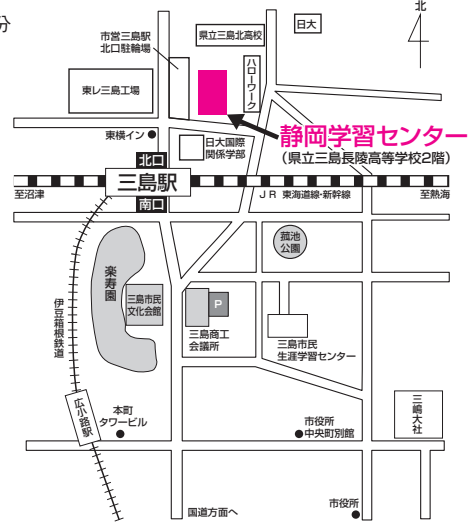 分
北
日大
県立三島北高校
市営三島駅
北口駐輪場
ハローワーク
東レ三島工場
東横イン
日大国際
関係学部
静岡学習センター
(県立三島長陵高等学校2階)
北口
三島駅
南口
至沼津
JR 東海道線・新幹線
至熱海
菰池
公園
楽寿園
三島市民
文化会館
P
三島商工
会議所
三島市民
生涯学習センター
伊豆箱根鉄道
広小路駅
本町
タワービル
市役所
中央町別館
三嶋大社
市役所
国道方面へ